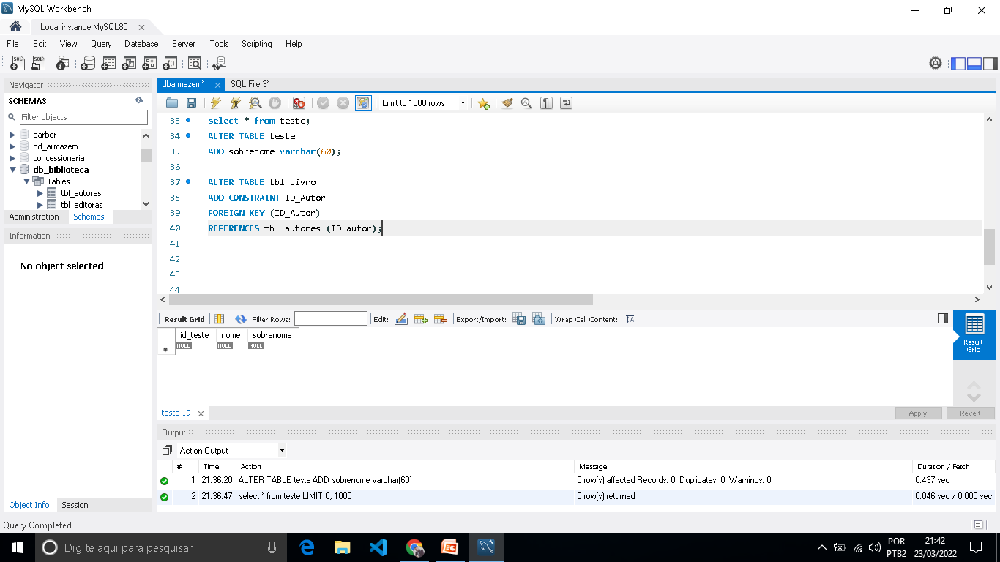 MySQL Workbench
Local instance MySQL80
File Edit View Query Database Server Tools Scripting Help
Navigator
SCHEMAS
Filter objects
barber
bd_armazem
concessionaria
db_biblioteca
Tables
tbl_autores
tbl_editoras
Administration Schemas
Information
No object selected
Object Info Session
dbarmazem* SQL File 3*
Limit to 1000 rows
33 select * from teste;
34 ALTER TABLE teste
35 ADD sobrenome varchar(60);
36
37 ALTER TABLE tbl_Livro
38 ADD CONSTRAINT ID_Autor
39 FOREIGN KEY (ID_Autor)
40 REFERENCES tbl_autores (ID_autor);
41
42
43
44
Result Grid Filter Rows: Edit: Export/Import: Wrap Cell Content:
id_teste nome sobrenome
NULL NULL NULL
Result
Grid
teste 19
Apply Revert
Output
Action Output
# Time Action Message Duration / Fetch
1 21:36:20 ALTER TABLE teste ADD sobrenome varchar(60) 0 row(s) affected Records: 0 Duplicates: 0 Warnings: 0 0.437 sec
2 21:36:47 select * from teste LIMIT 0, 1000 0 row(s) returned 0.046 sec / 0.000 sec
Query Completed
Digite aqui para pesquisar
POR
PTB2
21:42
23/03/2022